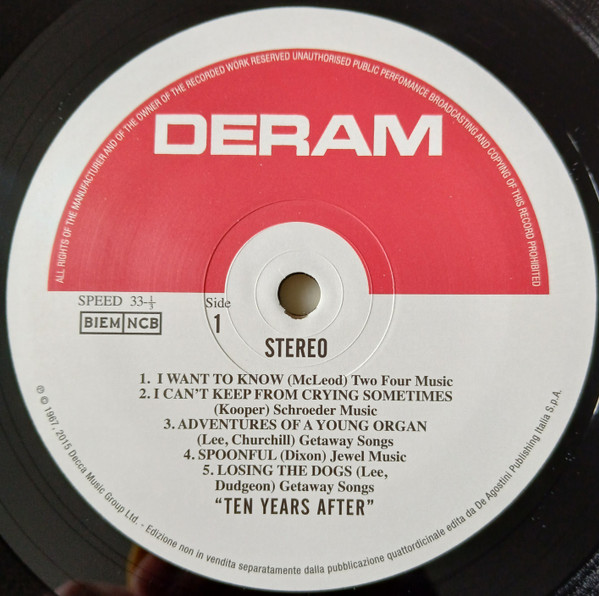 ALL RIGHTS OF THE MANUFACTURER AND OF THE OWNER OF THE RECORDED WORK RESERVED UNAUTHORISED PUBLIC PERFOMANCE BROADCASTING AND COPYING OF THIS RECORD PROHIBITED
DERAM
SPEED 33-1/3
BIEM NCB
Side
1
STEREO
1. I WANT TO KNOW (McLeod) Two Four Music
2. I CAN'T KEEP FROM CRYING SOMETIMES
(Kooper) Schroeder Music
3. ADVENTURES OF A YOUNG ORGAN
(Lee, Churchill) Getaway Songs
4. SPOONFUL (Dixon) Jewel Music
5. LOSING THE DOGS (Lee,
Dudgeon) Getaway Songs
"TEN YEARS AFTER"
℗ © 1967, 2015 Decca Music Group Ltd. - Edizione non in vendita separatamente dalla pubblicazione quattordicinale edita da De Agostini Publishing Italia S.p.A.